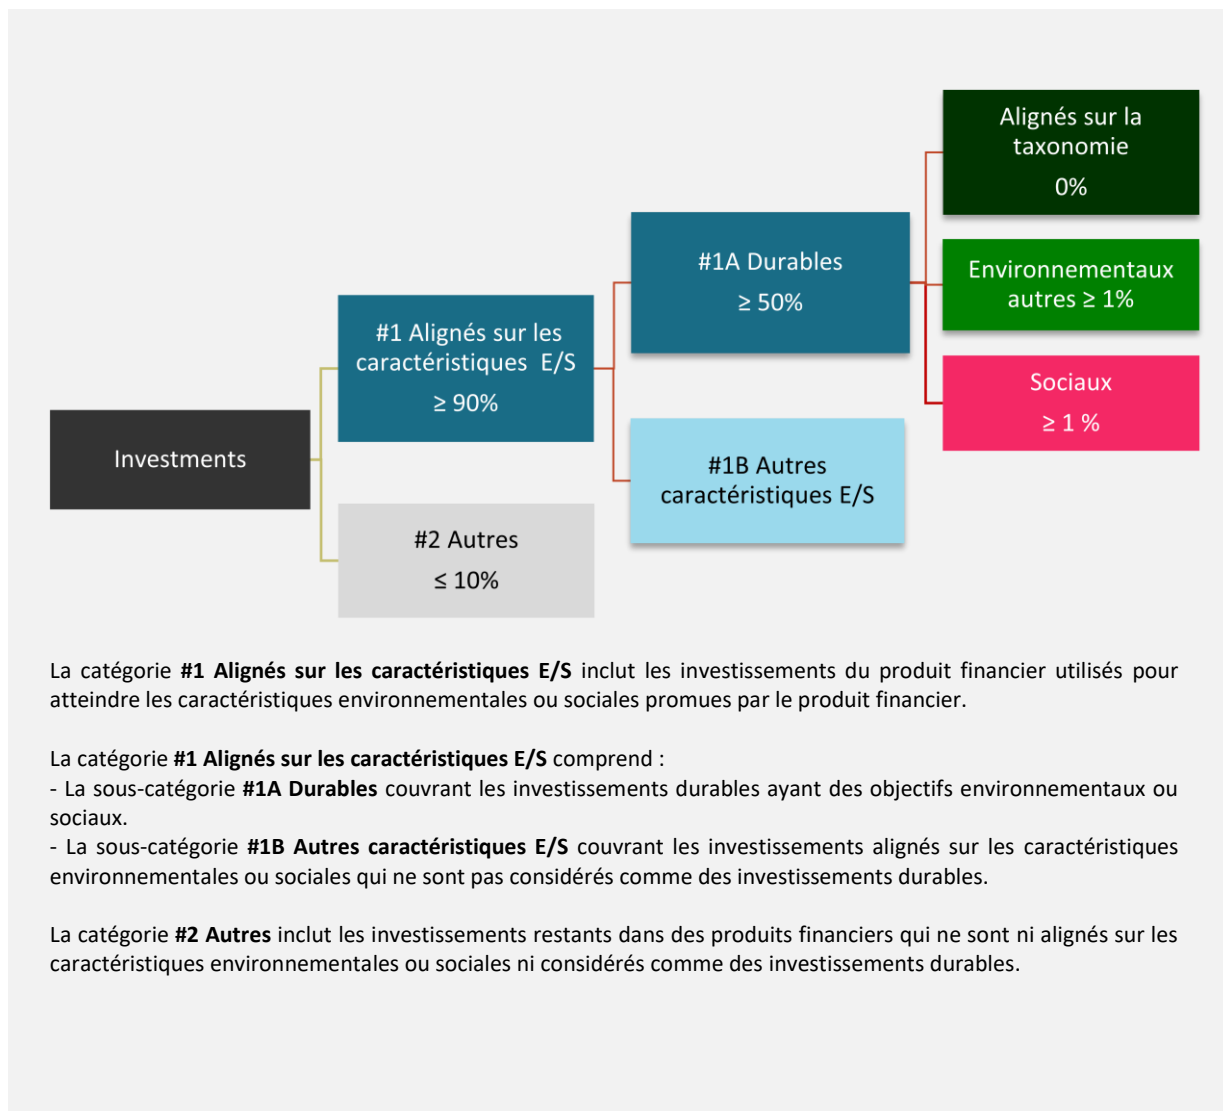 Alignés sur la
taxonomie
0%
#1A Durables
≥ 50%
Environnementaux
autres ≥ 1%
#1 Alignés sur les
caractéristiques E/S
≥ 90%
Sociaux
≥ 1 %
Investments
#1B Autres
caractéristiques E/S
#2 Autres
≤ 10%
La catégorie #1 Alignés sur les caractéristiques E/S inclut les investissements du produit financier utilisés pour
atteindre les caractéristiques environnementales ou sociales promues par le produit financier.
La catégorie #1 Alignés sur les caractéristiques E/S comprend :
- La sous-catégorie #1A Durables couvrant les investissements durables ayant des objectifs environnementaux ou
sociaux.
- La sous-catégorie #1B Autres caractéristiques E/S couvrant les investissements alignés sur les caractéristiques
environnementales ou sociales qui ne sont pas considérés comme des investissements durables.
La catégorie #2 Autres inclut les investissements restants dans des produits financiers qui ne sont ni alignés sur les
caractéristiques environnementales ou sociales ni considérés comme des investissements durables.